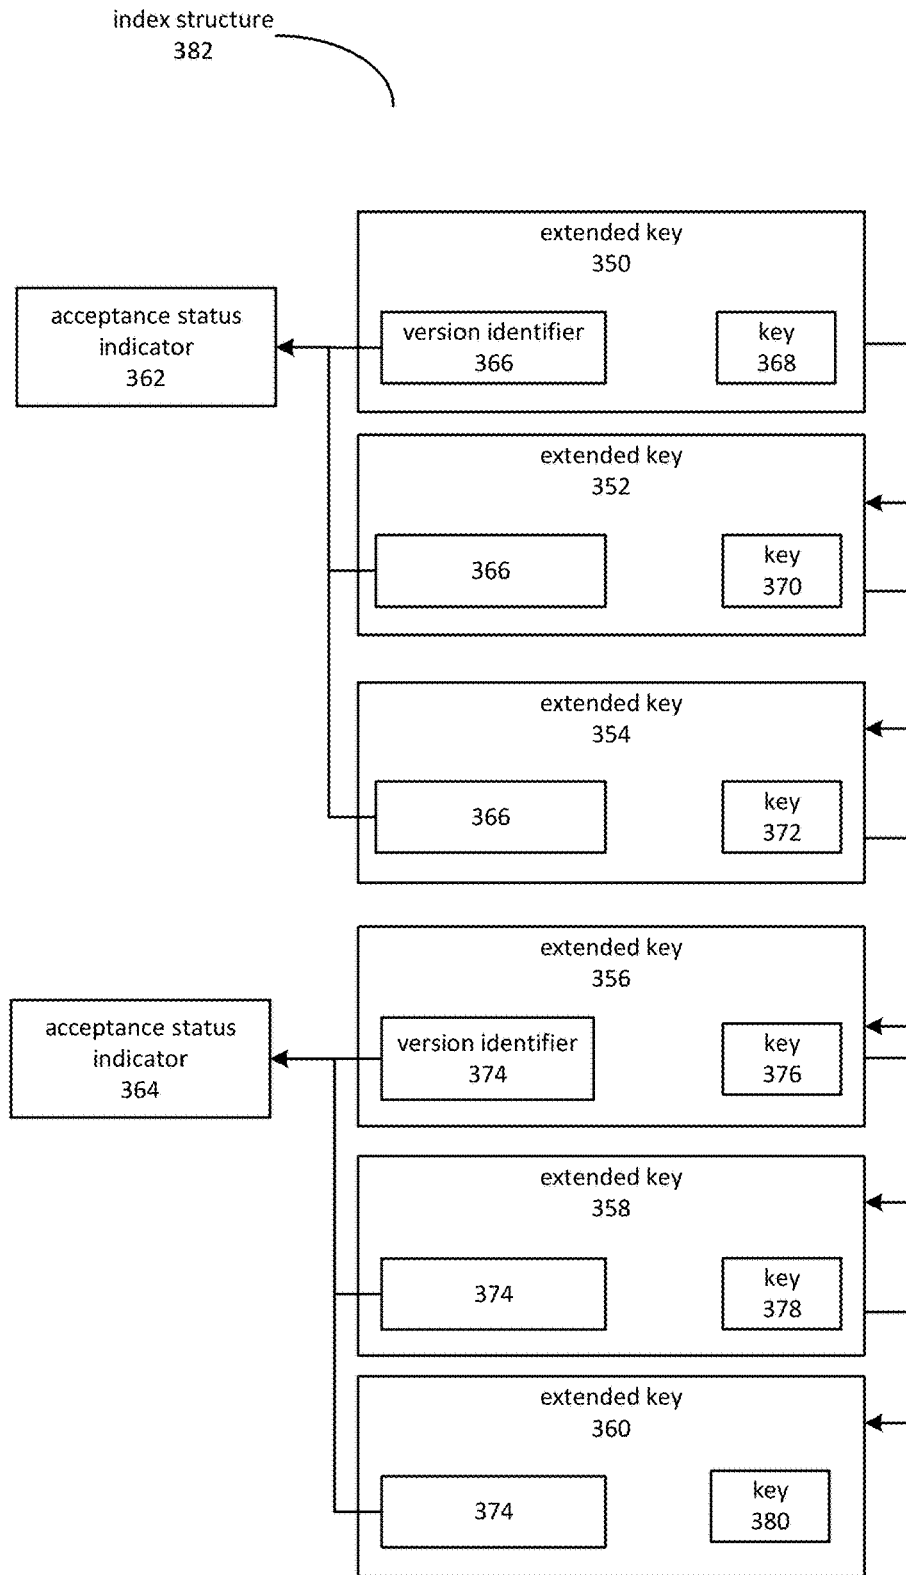 index structure
382
extended key
350
acceptance status
indicator
362
version identifier
366
key
368
extended key
352
366
key
370
extended key
354
366
key
372
extended key
356
acceptance status
indicator
364
version identifier
374
key
376
extended key
358
374
key
378
extended key
360
374
key
380